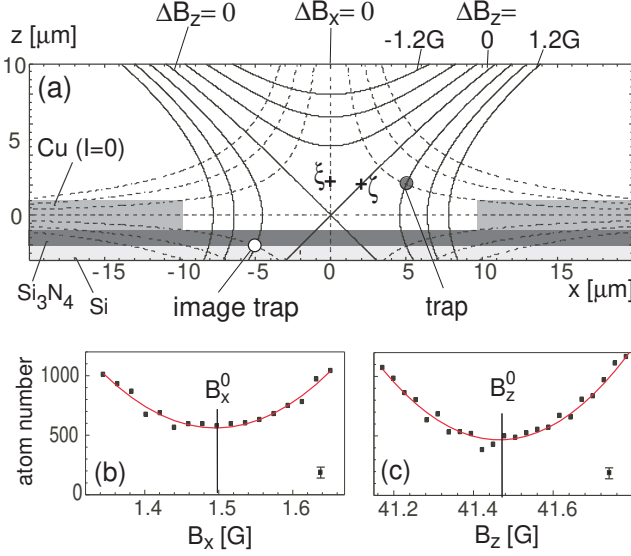 ΔB_z= 0 ΔB_x= 0 ΔB_z=
z [μm] -1.2G 0 1.2G
10
(a)
5
Cu (I=0)
ξ ζ
0
-15 -10 -5 0 5 10 15
Si₃N₄ Si image trap trap x [μm]
1000
500
0
atom number
B_x^0
(b)
1.4 1.5 1.6
B_x [G]
B_z^0
(c)
41.2 41.4 41.6
B_z [G]